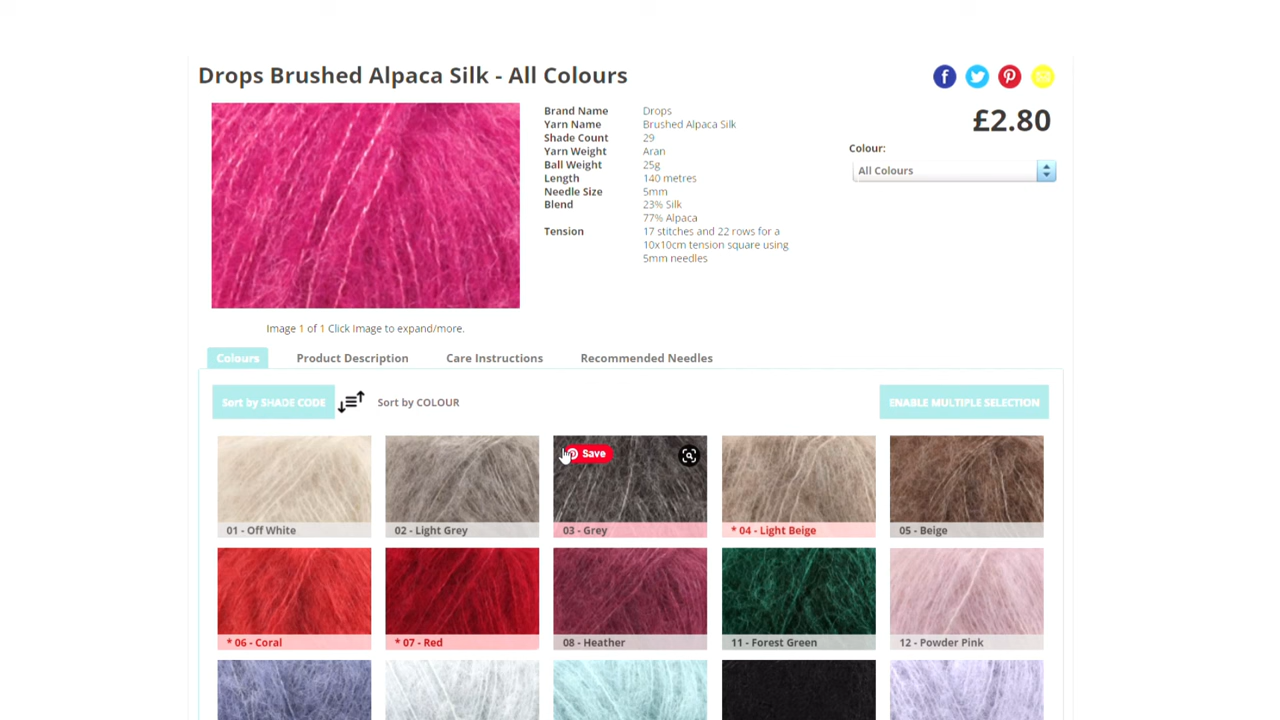 Drops Brushed Alpaca Silk - All Colours
f
£2.80
Colour:
All Colours
Brand Name Drops
Yarn Name Brushed Alpaca Silk
Shade Count 29
Yarn Weight Aran
Ball Weight 25g
Length 140 metres
Needle Size 5mm
Blend 23% Silk
77% Alpaca
Tension 17 stitches and 22 rows for a
10x10cm tension square using
5mm needles
Image 1 of 1 Click Image to expand/more.
Colours Product Description Care Instructions Recommended Needles
Sort by SHADE CODE Sort by COLOUR ENABLE MULTIPLE SELECTION
Save
01 - Off White 02 - Light Grey 03 - Grey * 04 - Light Beige 05 - Beige
* 06 - Coral * 07 - Red 08 - Heather 11 - Forest Green 12 - Powder Pink